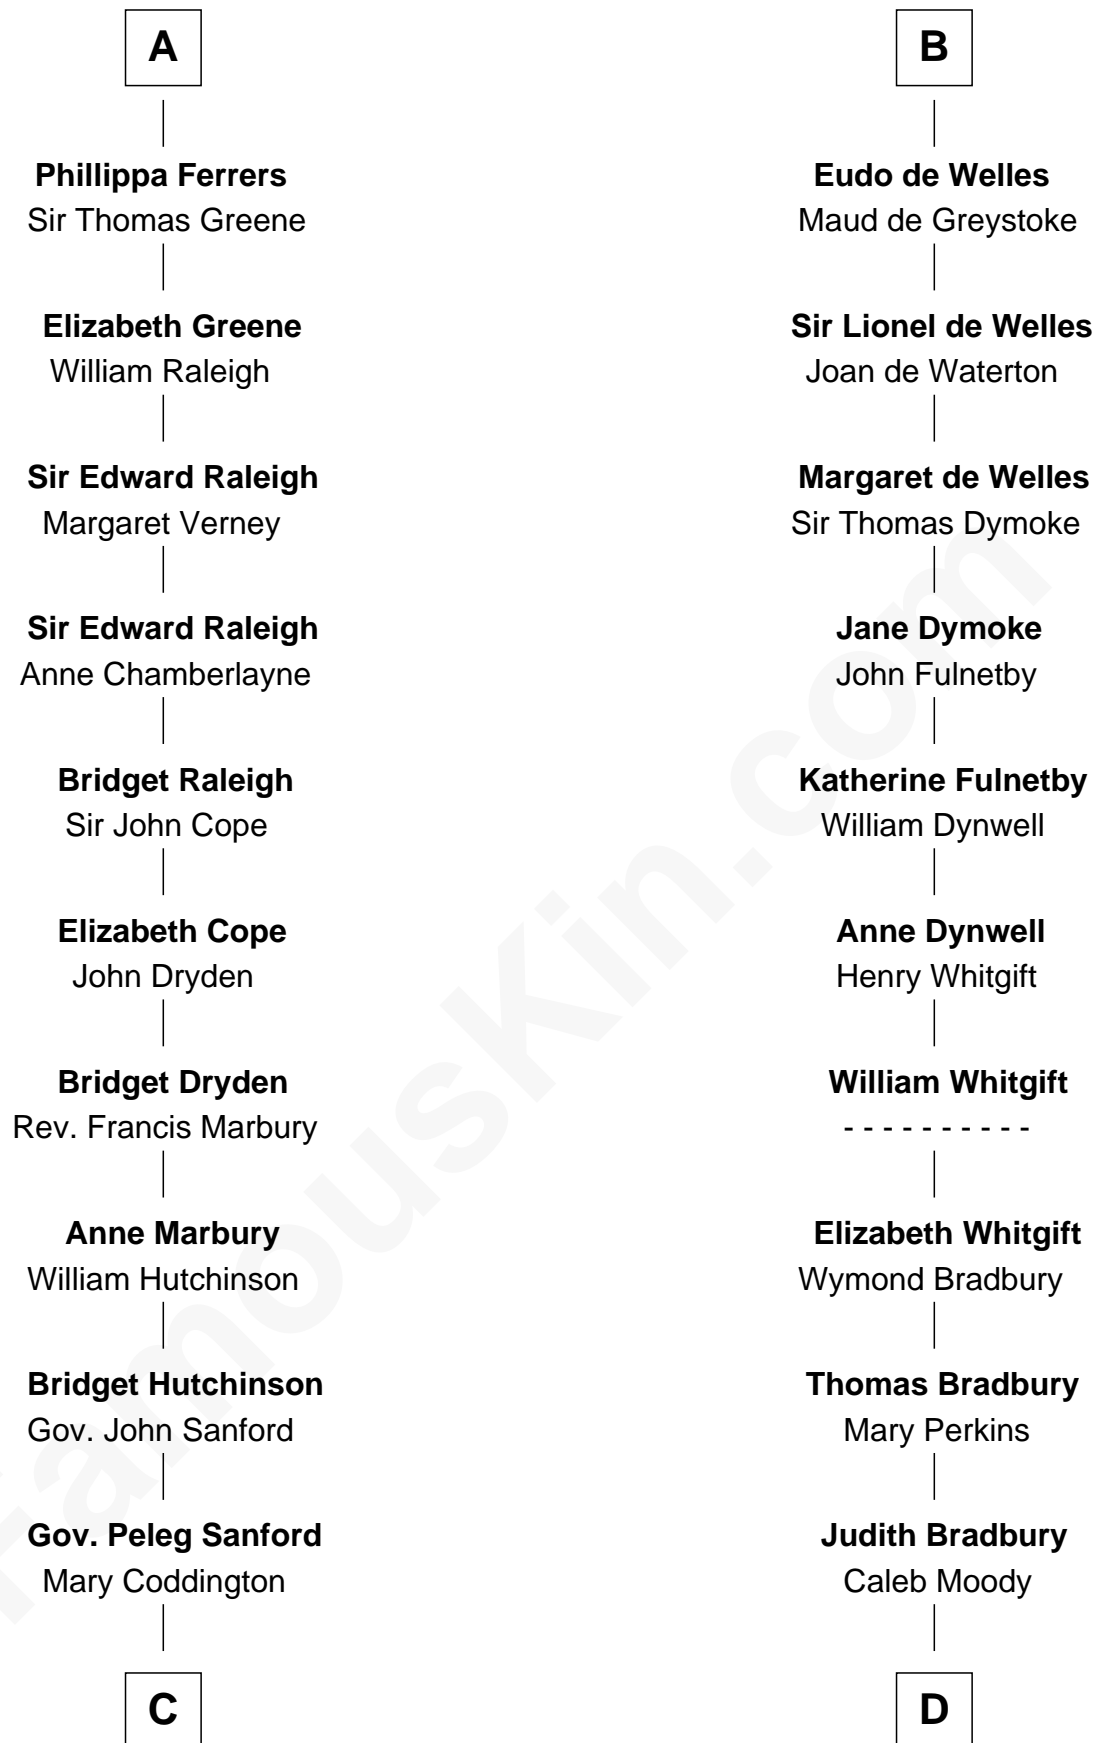 A
Phillippa Ferrers
Sir Thomas Greene
Elizabeth Greene
William Raleigh
Sir Edward Raleigh
Margaret Verney
Sir Edward Raleigh
Anne Chamberlayne
Bridget Raleigh
Sir John Cope
Elizabeth Cope
John Dryden
Bridget Dryden
Rev. Francis Marbury
Anne Marbury
William Hutchinson
Bridget Hutchinson
Gov. John Sanford
Gov. Peleg Sanford
Mary Coddington
C
B
Eudo de Welles
Maud de Greystoke
Sir Lionel de Welles
Joan de Waterton
Margaret de Welles
Sir Thomas Dymoke
Jane Dymoke
John Fulnetby
Katherine Fulnetby
William Dynwell
Anne Dynwell
Henry Whitgift
William Whitgift
- - - - - - - - - -
Elizabeth Whitgift
Wymond Bradbury
Thomas Bradbury
Mary Perkins
Judith Bradbury
Caleb Moody
D
FamousKin.com